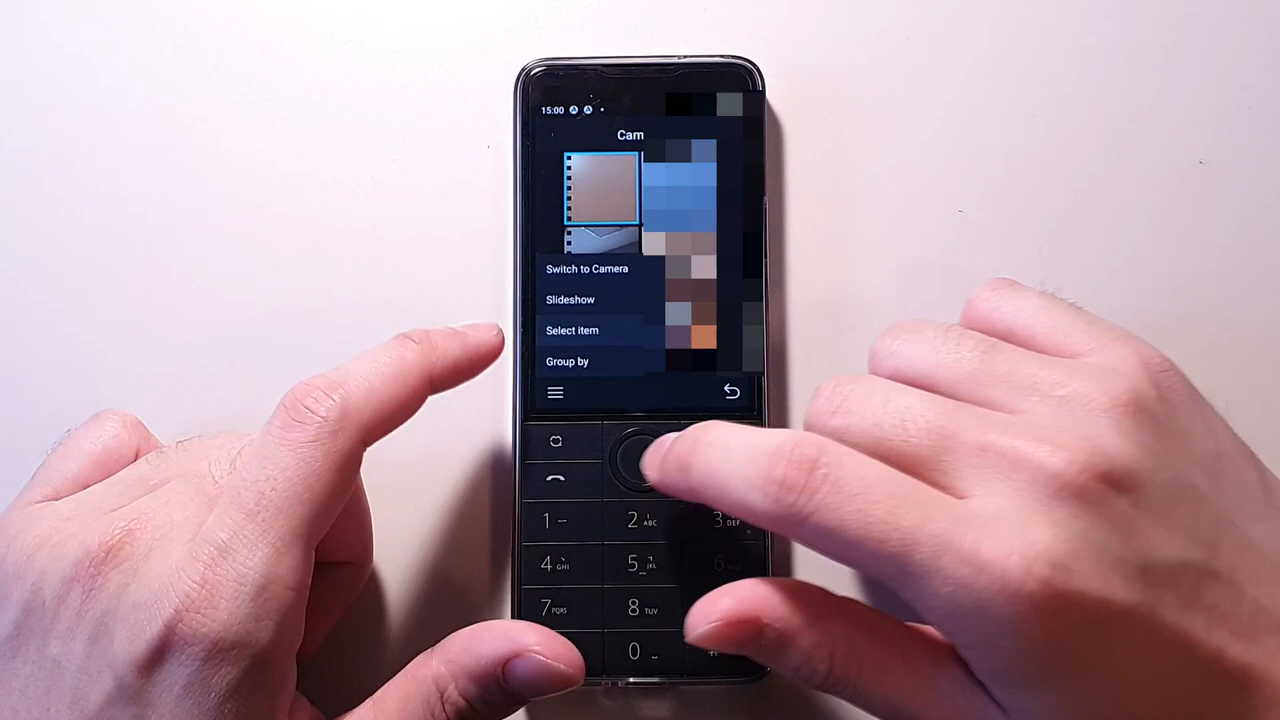 15:00
Cam
Switch to Camera
Slideshow
Select item
Group by
1
2 ABC
3 DEF
4 GHI
5 JKL
6
7 PQRS
8 TUV
0
#